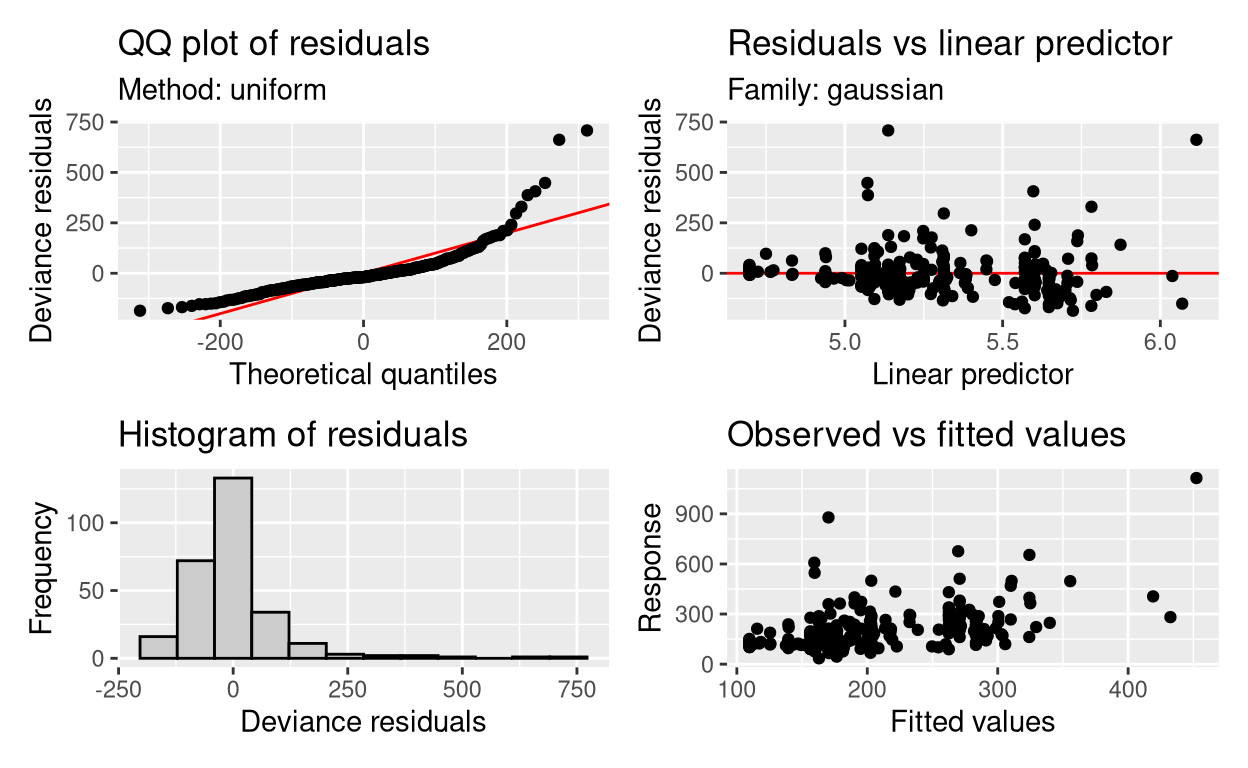 QQ plot of residuals
Method: uniform
Deviance residuals
750
500
250
0
-200
0
200
Theoretical quantiles
Residuals vs linear predictor
Family: gaussian
Deviance residuals
750
500
250
0
5.0
5.5
6.0
Linear predictor
Histogram of residuals
Frequency
100
50
0
-250
0
250
500
750
Deviance residuals
Observed vs fitted values
Response
900
600
300
0
100
200
300
400
Fitted values